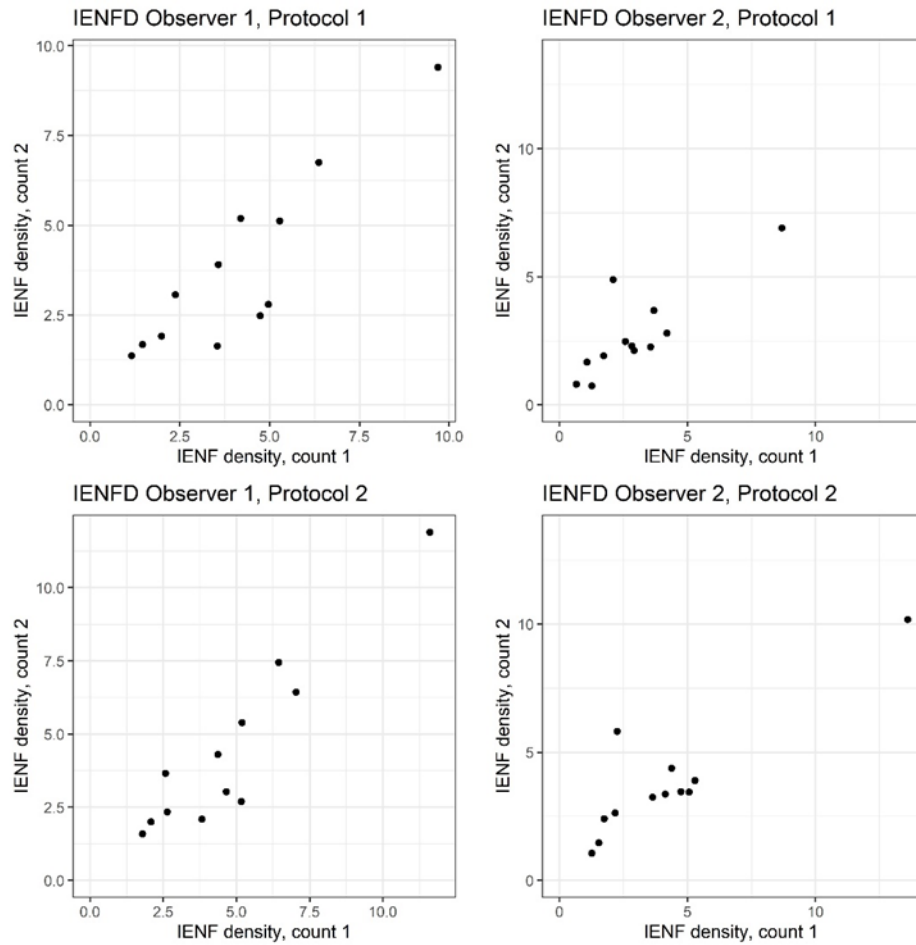 IENFD Observer 1, Protocol 1
10.0
7.5
5.0
2.5
0.0
IENF density, count 2
0.0 2.5 5.0 7.5 10.0
IENF density, count 1
IENFD Observer 2, Protocol 1
10
5
0
IENF density, count 2
0 5 10
IENF density, count 1
IENFD Observer 1, Protocol 2
10.0
7.5
5.0
2.5
0.0
IENF density, count 2
0.0 2.5 5.0 7.5 10.0
IENF density, count 1
IENFD Observer 2, Protocol 2
10
5
0
IENF density, count 2
0 5 10
IENF density, count 1